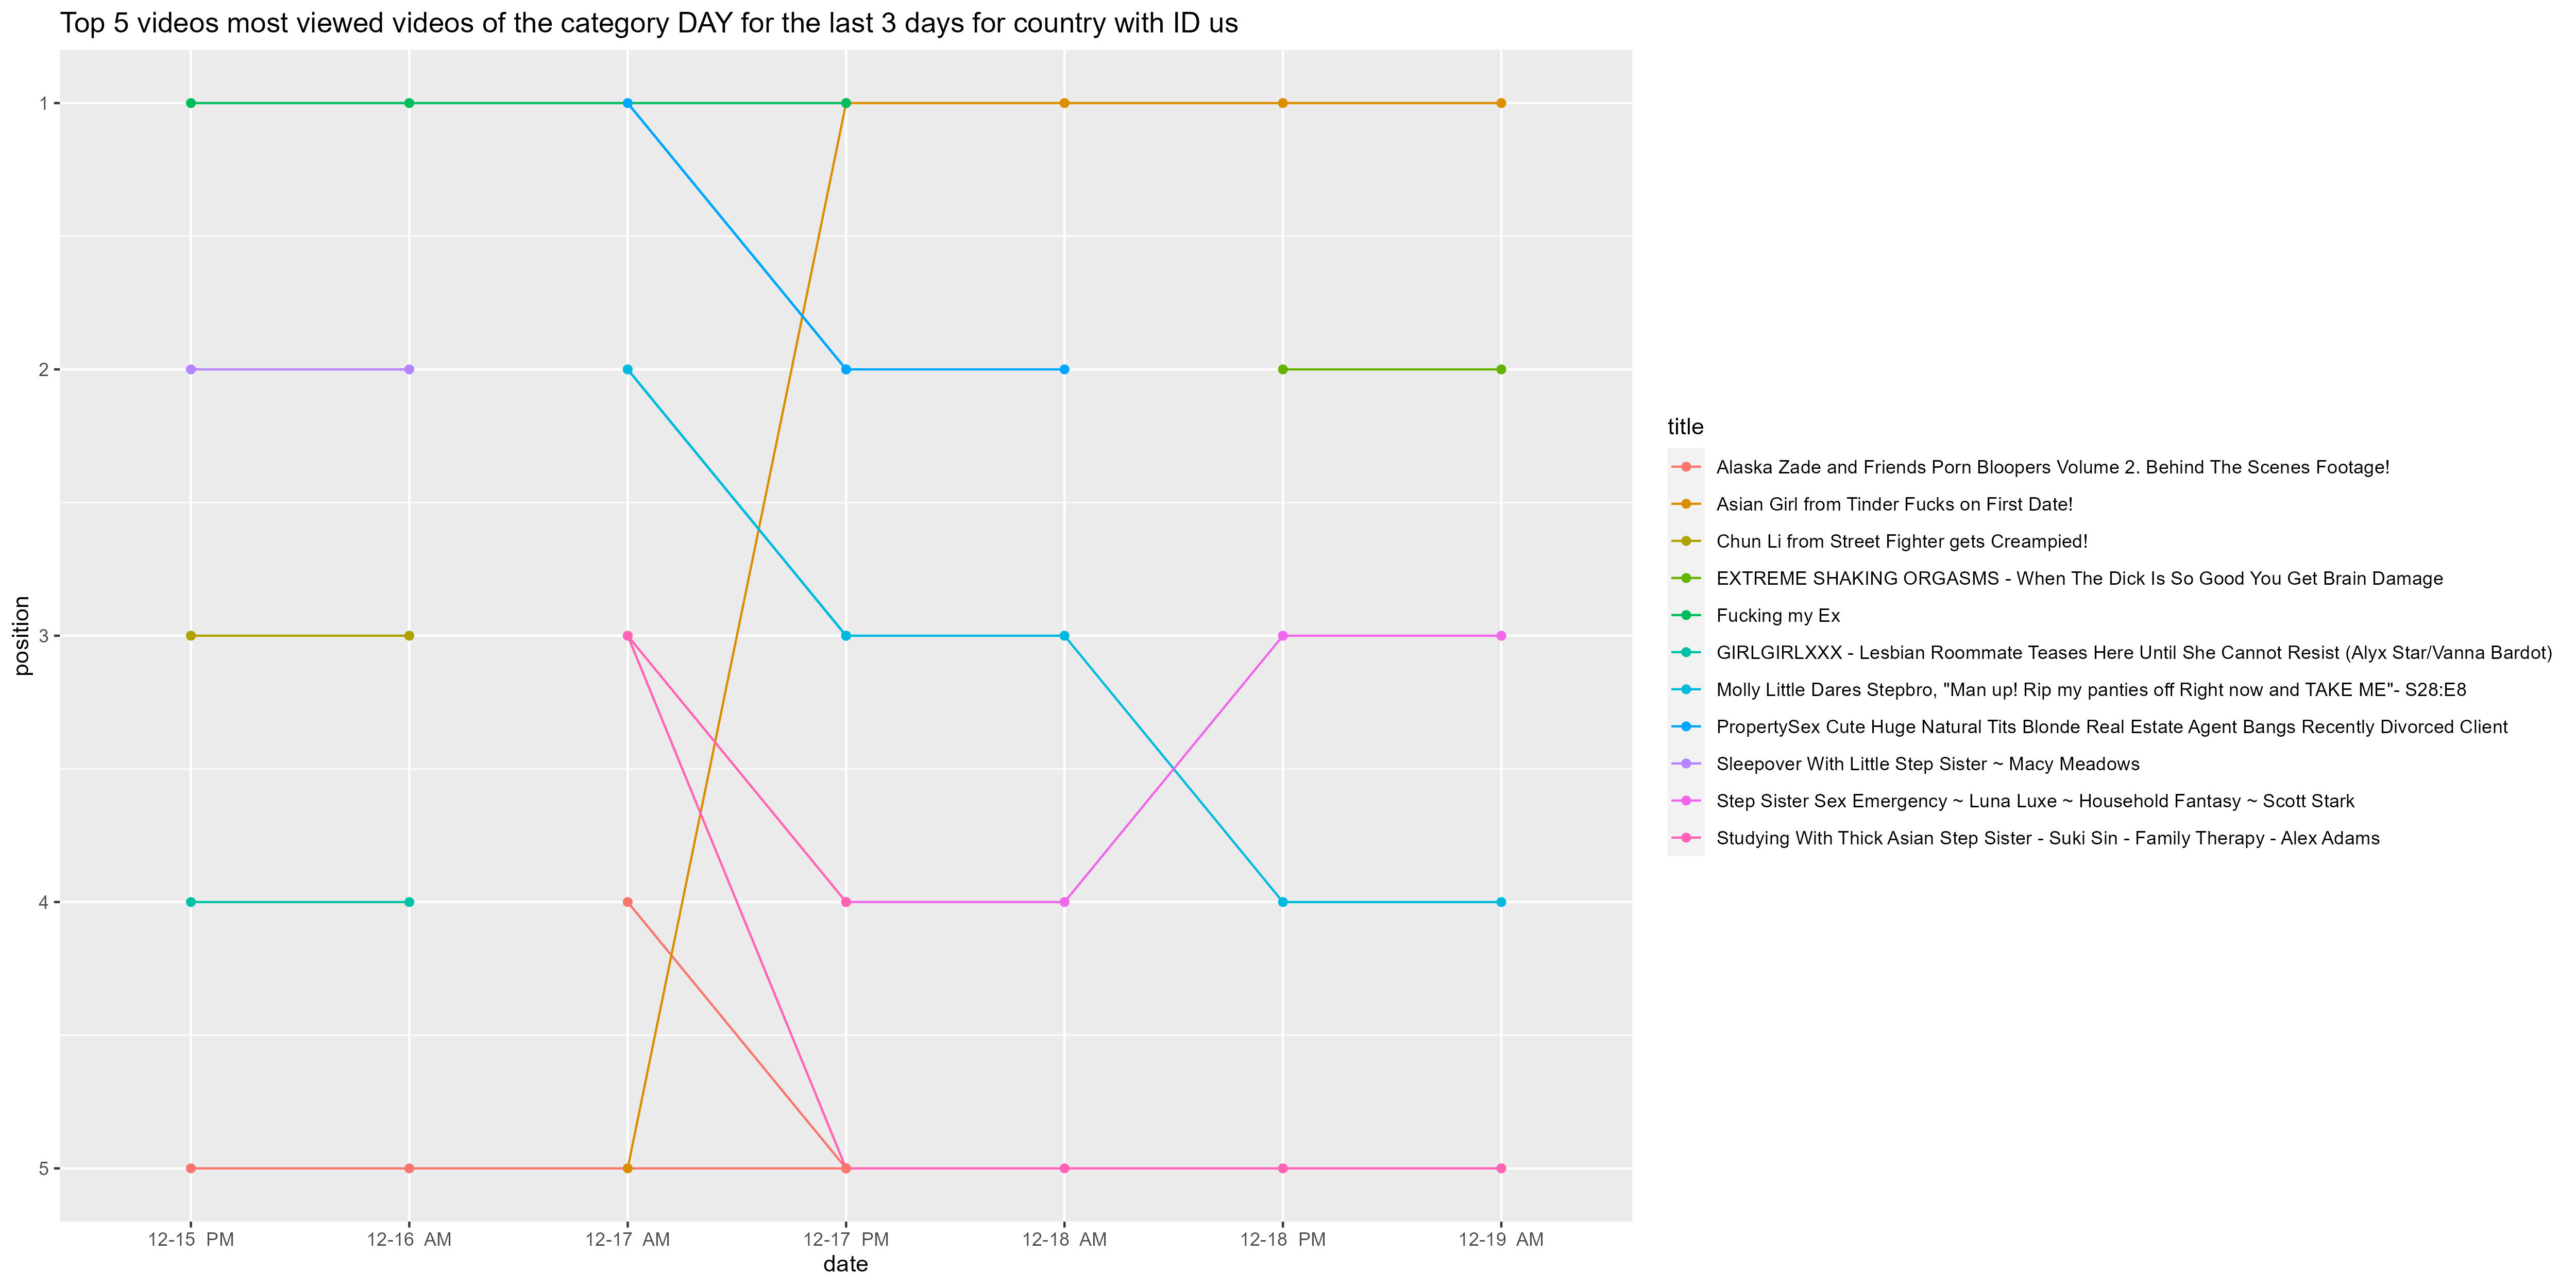 Top 5 videos most viewed videos of the category DAY for the last 3 days for country with ID us
position
1
2
3
4
5
12-15 PM
12-16 AM
12-17 AM
12-17 PM
12-18 AM
12-18 PM
12-19 AM
date
title
Alaska Zade and Friends Porn Bloopers Volume 2. Behind The Scenes Footage!
Asian Girl from Tinder Fucks on First Date!
Chun Li from Street Fighter gets Creampied!
EXTREME SHAKING ORGASMS - When The Dick Is So Good You Get Brain Damage
Fucking my Ex
GIRLGIRLXXX - Lesbian Roommate Teases Here Until She Cannot Resist (Alyx Star/Vanna Bardot)
Molly Little Dares Stepbro, "Man up! Rip my panties off Right now and TAKE ME"- S28:E8
PropertySex Cute Huge Natural Tits Blonde Real Estate Agent Bangs Recently Divorced Client
Sleepover With Little Step Sister ~ Macy Meadows
Step Sister Sex Emergency ~ Luna Luxe ~ Household Fantasy ~ Scott Stark
Studying With Thick Asian Step Sister - Suki Sin - Family Therapy - Alex Adams